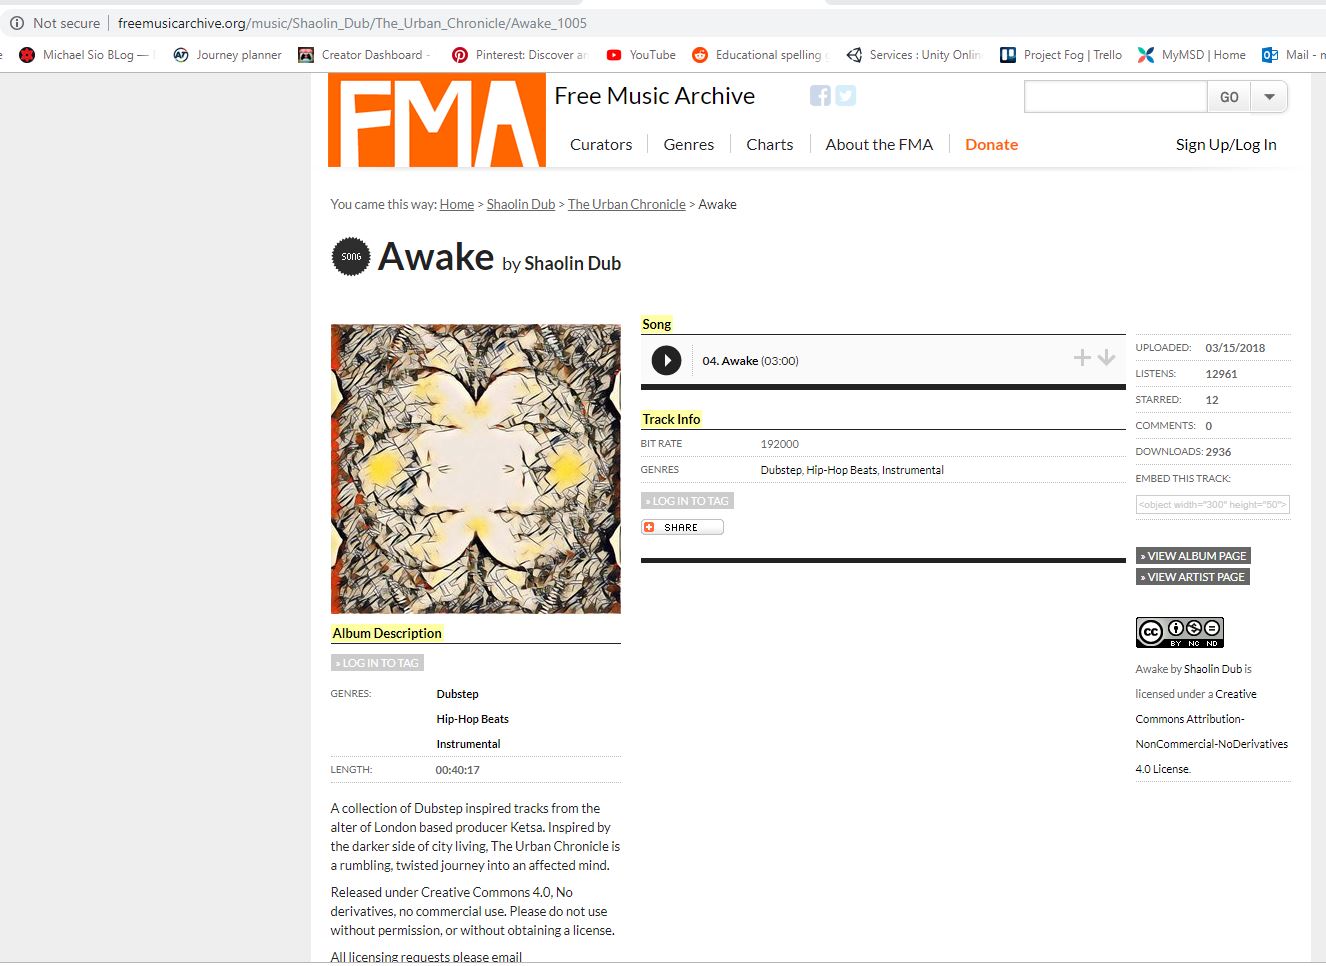 Not secure | freemusicarchive.org/music/Shaolin_Dub/The_Urban_Chronicle/Awake_1005
Michael Sio BLog — Journey planner Creator Dashboard - Pinterest: Discover a YouTube Educational spelling Services : Unity Onlin Project Fog | Trello MyMSD | Home Mail - m
FMA
Free Music Archive
GO
Curators Genres Charts About the FMA Donate Sign Up/Log In
You came this way: Home > Shaolin Dub > The Urban Chronicle > Awake
SONG Awake by Shaolin Dub
Song
04. Awake (03:00)
Track Info
BIT RATE 192000
GENRES Dubstep, Hip-Hop Beats, Instrumental
» LOG IN TO TAG
SHARE
UPLOADED: 03/15/2018
LISTENS: 12961
STARRED: 12
COMMENTS: 0
DOWNLOADS: 2936
EMBED THIS TRACK:
<object width="300" height="50">
» VIEW ALBUM PAGE
» VIEW ARTIST PAGE
cc BY NC ND
Awake by Shaolin Dub is
licensed under a Creative
Commons Attribution-
NonCommercial-NoDerivatives
4.0 License.
Album Description
» LOG IN TO TAG
GENRES: Dubstep
Hip-Hop Beats
Instrumental
LENGTH: 00:40:17
A collection of Dubstep inspired tracks from the
alter of London based producer Ketsa. Inspired by
the darker side of city living, The Urban Chronicle is
a rumbling, twisted journey into an affected mind.
Released under Creative Commons 4.0, No
derivatives, no commercial use. Please do not use
without permission, or without obtaining a license.
All licensing requests please email